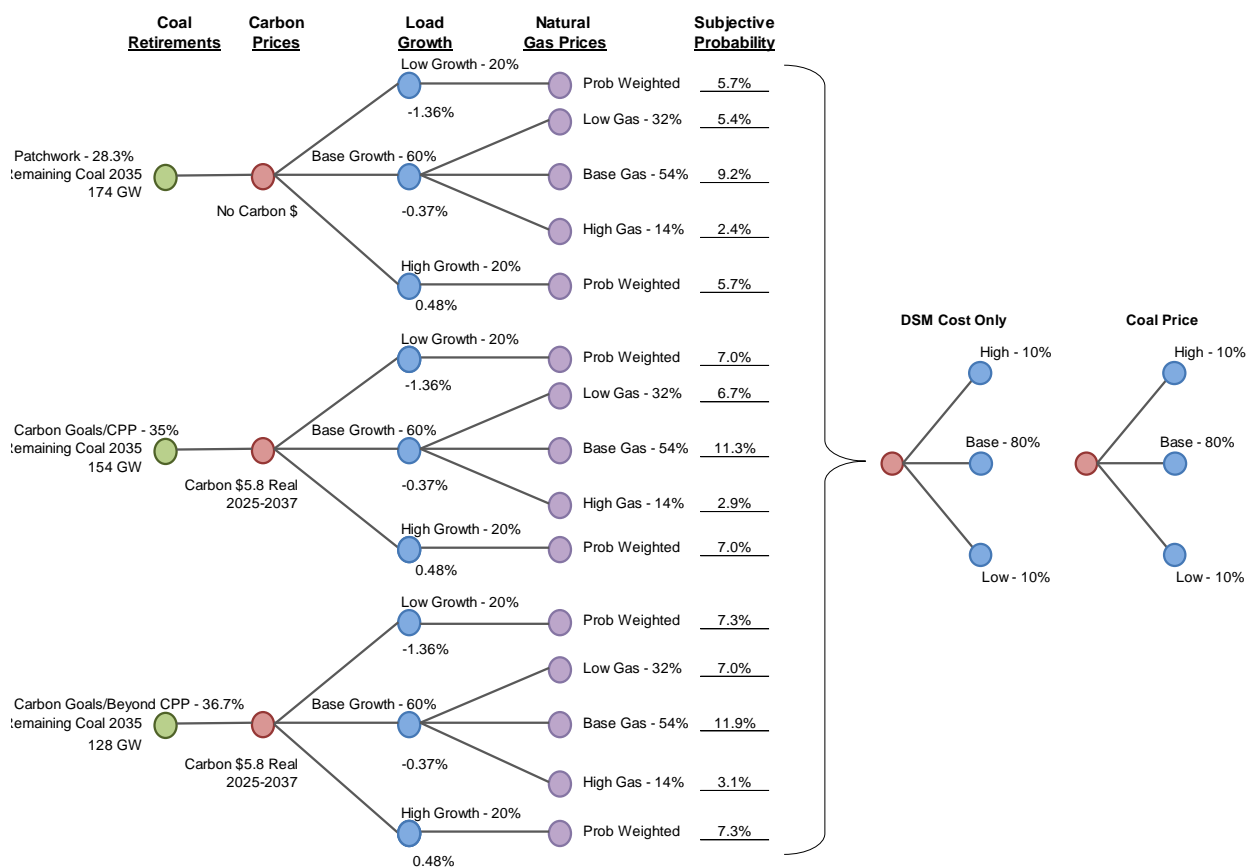 Coal Carbon Load Natural Subjective
Retirements Prices Growth Gas Prices Probability
Low Growth - 20%
Prob Weighted 5.7%
-1.36%
Low Gas - 32% 5.4%
Patchwork - 28.3%
Base Growth - 60%
Remaining Coal 2035
Base Gas - 54% 9.2%
174 GW
No Carbon $
-0.37%
High Gas - 14% 2.4%
High Growth - 20%
Prob Weighted 5.7%
0.48%
DSM Cost Only Coal Price
Low Growth - 20%
High - 10% High - 10%
Prob Weighted 7.0%
-1.36%
Low Gas - 32% 6.7%
Carbon Goals/CPP - 35%
Base Growth - 60%
Base - 80% Base - 80%
Remaining Coal 2035
Base Gas - 54% 11.3%
154 GW
Carbon $5.8 Real
-0.37%
2025-2037
High Gas - 14% 2.9%
High Growth - 20%
Prob Weighted 7.0%
0.48%
Low - 10% Low - 10%
Low Growth - 20%
Prob Weighted 7.3%
-1.36%
Low Gas - 32% 7.0%
Carbon Goals/Beyond CPP - 36.7%
Base Growth - 60%
Remaining Coal 2035
Base Gas - 54% 11.9%
128 GW
Carbon $5.8 Real
-0.37%
2025-2037
High Gas - 14% 3.1%
High Growth - 20%
Prob Weighted 7.3%
0.48%